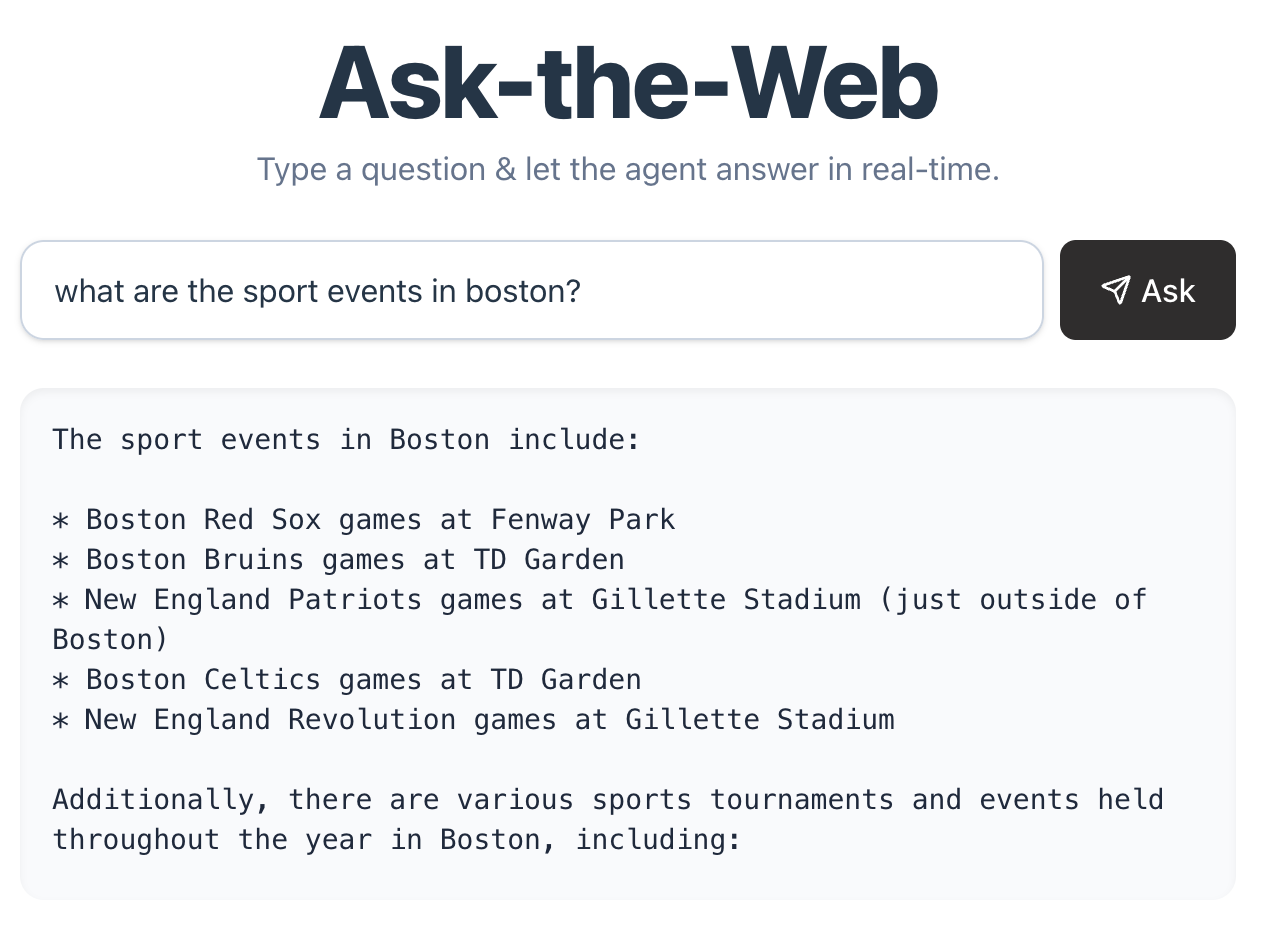 Ask-the-Web
Type a question & let the agent answer in real-time.
what are the sport events in boston?
Ask
The sport events in Boston include:
* Boston Red Sox games at Fenway Park
* Boston Bruins games at TD Garden
* New England Patriots games at Gillette Stadium (just outside of
Boston)
* Boston Celtics games at TD Garden
* New England Revolution games at Gillette Stadium
Additionally, there are various sports tournaments and events held
throughout the year in Boston, including: